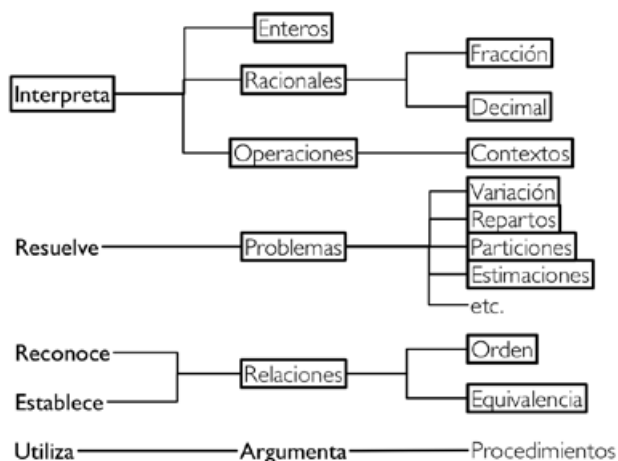 Enteros
Interpreta
Racionales
Fracción
Decimal
Operaciones
Contextos
Resuelve
Problemas
Variación
Repartos
Particiones
Estimaciones
etc.
Reconoce
Establece
Relaciones
Orden
Equivalencia
Utiliza
Argumenta
Procedimientos